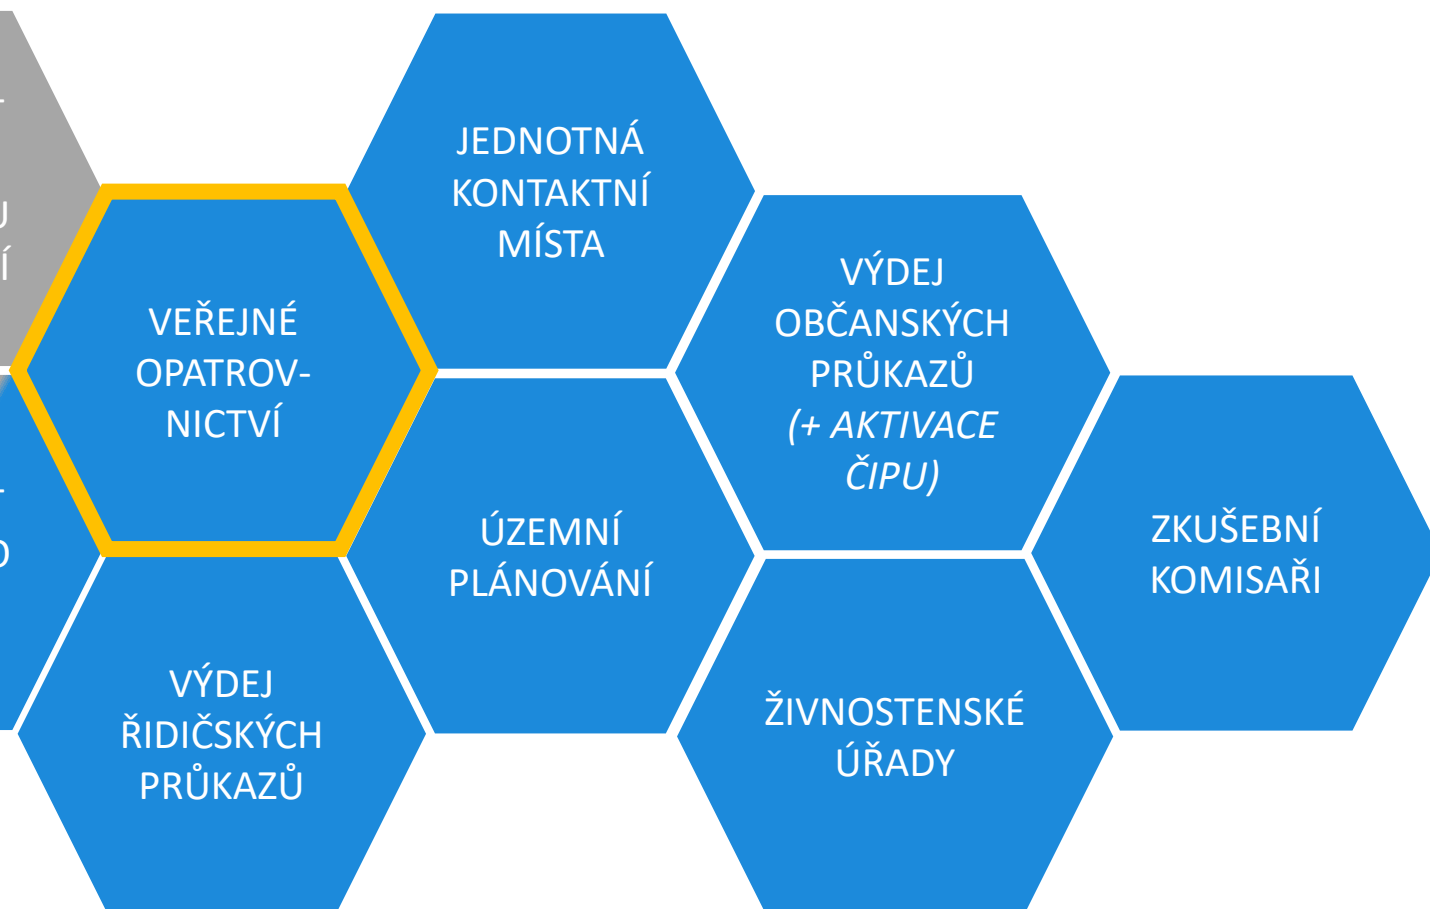 JEDNOTNÁ
KONTAKTNÍ
MÍSTA
VEŘEJNÉ
OPATROV-
NICTVÍ
VÝDEJ
OBČANSKÝCH
PRŮKAZŮ
(+ AKTIVACE
ČIPU)
ÚZEMNÍ
PLÁNOVÁNÍ
ZKUŠEBNÍ
KOMISAŘI
VÝDEJ
ŘIDIČSKÝCH
PRŮKAZŮ
ŽIVNOSTENSKÉ
ÚŘADY